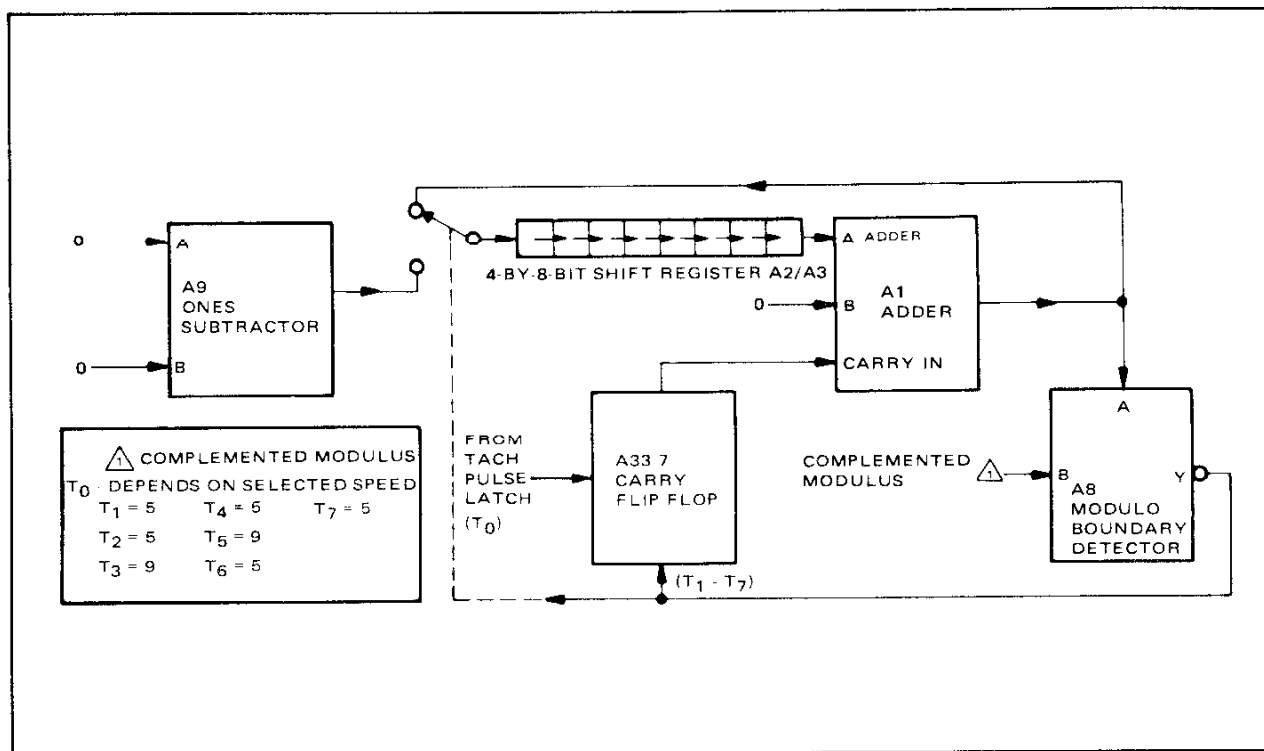 0
A
A9
ONES
SUBTRACTOR
0
B
4-BY-8-BIT SHIFT REGISTER A2/A3
A ADDER
0
B
A1
ADDER
CARRY IN
FROM
TACH
PULSE
LATCH
(T0)
A33 7
CARRY
FLIP FLOP
(T1 - T7)
COMPLEMENTED
MODULUS
1
A
B
Y
A8
MODULO
BOUNDARY
DETECTOR
1 COMPLEMENTED MODULUS
T0 - DEPENDS ON SELECTED SPEED
T1 = 5 T4 = 5 T7 = 5
T2 = 5 T5 = 9
T3 = 9 T6 = 5